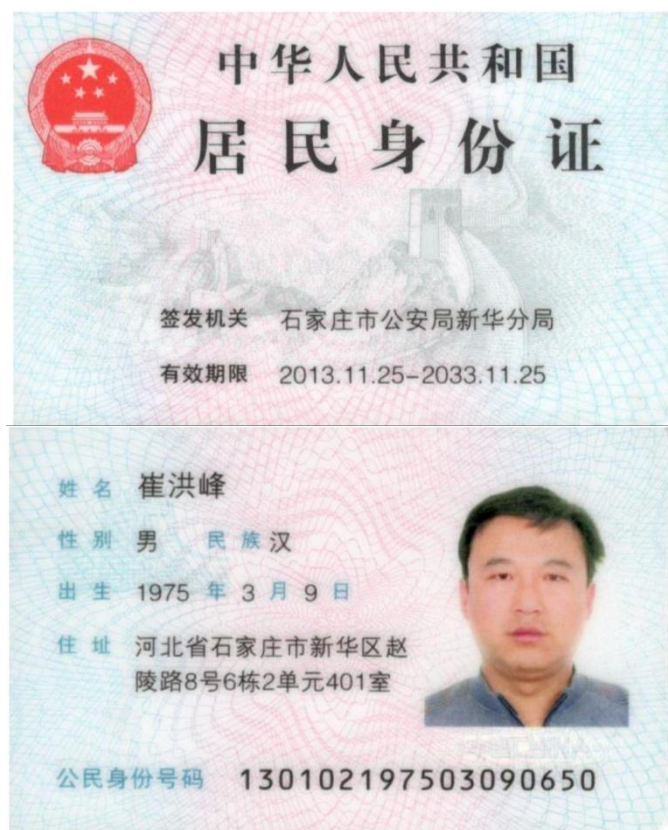 中华人民共和国
居民身份证
签发机关 石家庄市公安局新华分局
有效期限 2013.11.25-2033.11.25
姓名 崔洪峰
性别 男 民族 汉
出生 1975 年 3 月 9 日
住址 河北省石家庄市新华区赵
陵路8号6栋2单元401室
公民身份号码 130102197503090650